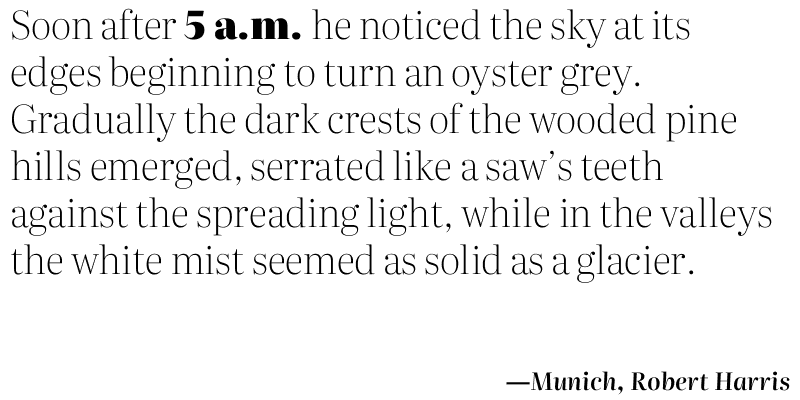 Soon after 5 a.m. he noticed the sky at its
edges beginning to turn an oyster grey.
Gradually the dark crests of the wooded pine
hills emerged, serrated like a saw’s teeth
against the spreading light, while in the valleys
the white mist seemed as solid as a glacier.
—Munich, Robert Harris